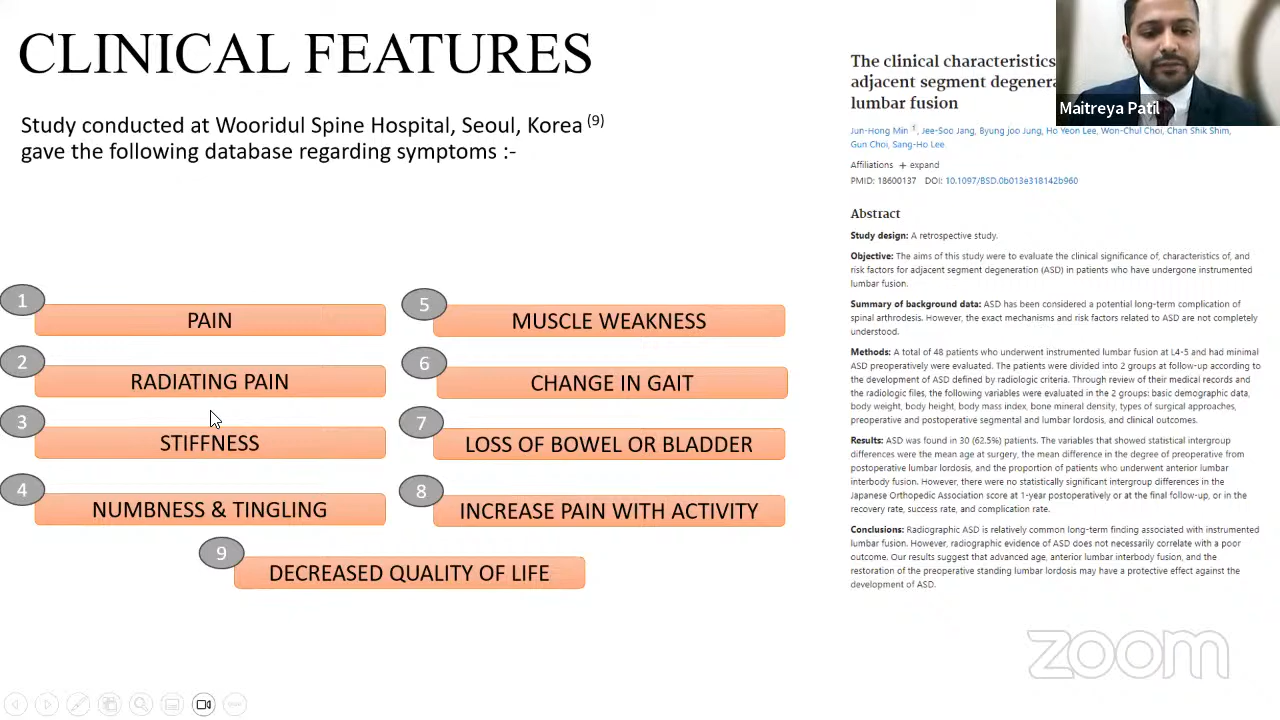 CLINICAL FEATURES
Study conducted at Wooridul Spine Hospital, Seoul, Korea (9)
gave the following database regarding symptoms :-
1
PAIN
2
RADIATING PAIN
3
STIFFNESS
4
NUMBNESS & TINGLING
5
MUSCLE WEAKNESS
6
CHANGE IN GAIT
7
LOSS OF BOWEL OR BLADDER
8
INCREASE PAIN WITH ACTIVITY
9
DECREASED QUALITY OF LIFE
The clinical characteristics
adjacent segment
lumbar fusion
Maitreya Patil
Jun-Hong Min 1, Jee-Soo Jang, Byung joo Jung, Ho Yeon Lee, Won-Chul Choi, Chan Shik Shim,
Gun Choi, Sang-Ho Lee
Affiliations + expand
PMID: 18600137 DOI: 10.1097/BSD.0b013e318142b960
Abstract
Study design: A retrospective study.
Objective: The aims of this study were to evaluate the clinical significance of, characteristics of, and
risk factors for adjacent segment degeneration (ASD) in patients who have undergone instrumented
lumbar fusion.
Summary of background data: ASD has been considered a potential long-term complication of
spinal arthrodesis. However, the exact mechanisms and risk factors related to ASD are not completely
understood.
Methods: A total of 48 patients who underwent instrumented lumbar fusion at L4-5 and had minimal
ASD preoperatively were evaluated. The patients were divided into 2 groups at follow-up according to
the development of ASD defined by radiologic criteria. Through review of their medical records and
the radiologic files, the following variables were evaluated in the 2 groups: basic demographic data,
body weight, body height, body mass index, bone mineral density, types of surgical approaches,
preoperative and postoperative segmental and lumbar lordosis, and clinical outcomes.
Results: ASD was found in 30 (62.5%) patients. The variables that showed statistical intergroup
differences were the mean age at surgery, the mean difference in the degree of preoperative from
postoperative lumbar lordosis, and the proportion of patients who underwent anterior lumbar
interbody fusion. However, there were no statistically significant intergroup differences in the
Japanese Orthopedic Association score at 1-year postoperatively or at the final follow-up, or in the
recovery rate, success rate, and complication rate.
Conclusions: Radiographic ASD is relatively common long-term finding associated with instrumented
lumbar fusion. However, radiographic evidence of ASD does not necessarily correlate with a poor
outcome. Our results suggest that advanced age, anterior lumbar interbody fusion, and the
restoration of the preoperative standing lumbar lordosis may have a protective effect against the
development of ASD.
zoom